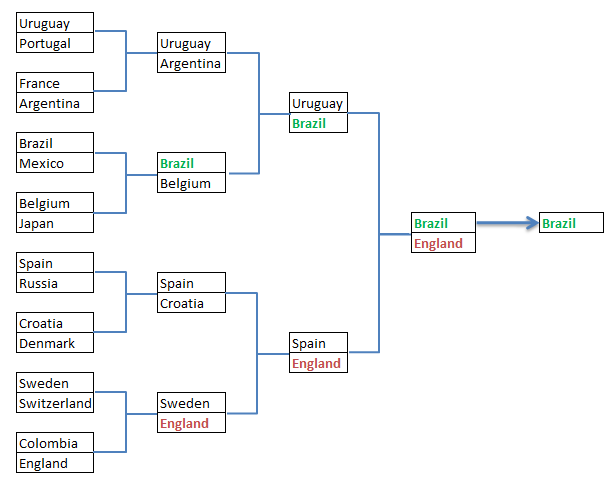 Uruguay
Portugal
France
Argentina
Brazil
Mexico
Belgium
Japan
Spain
Russia
Croatia
Denmark
Sweden
Switzerland
Colombia
England
Uruguay
Argentina
Brazil
Belgium
Spain
Croatia
Sweden
England
Uruguay
Brazil
Spain
England
Brazil
England
Brazil